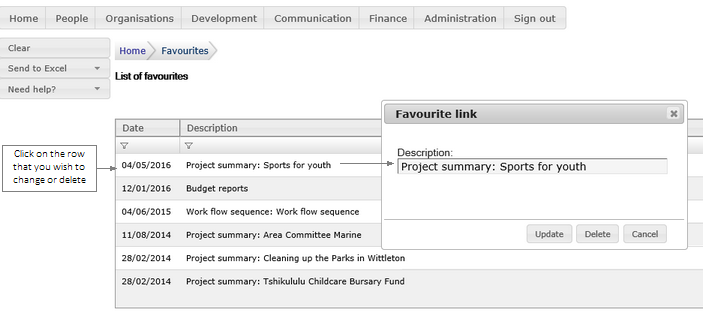 Home People Organisations Development Communication Finance Administration Sign out
Clear
Send to Excel
Need help?
Home Favourites
List of favourites
Date Description
Click on the row
that you wish to
change or delete
04/05/2016 Project summary: Sports for youth
12/01/2016 Budget reports
04/06/2015 Work flow sequence: Work flow sequence
11/08/2014 Project summary: Area Committee Marine
28/02/2014 Project summary: Cleaning up the Parks in Wittleton
28/02/2014 Project summary: Tshikululu Childcare Bursary Fund
Favourite link
Description:
Project summary: Sports for youth
Update Delete Cancel